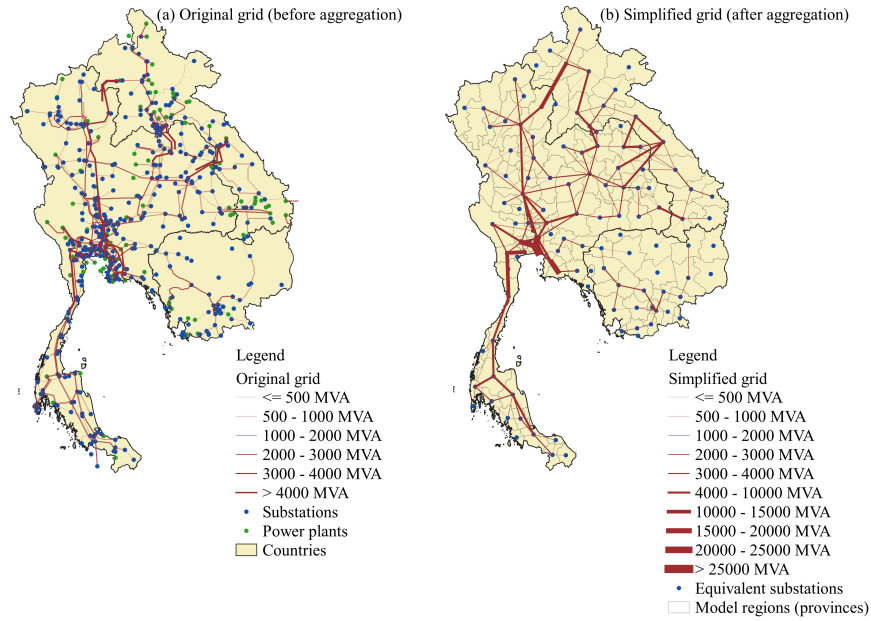 (a) Original grid (before aggregation)
(b) Simplified grid (after aggregation)
Legend
Original grid
<= 500 MVA
500 - 1000 MVA
1000 - 2000 MVA
2000 - 3000 MVA
3000 - 4000 MVA
> 4000 MVA
Substations
Power plants
Countries
Legend
Simplified grid
<= 500 MVA
500 - 1000 MVA
1000 - 2000 MVA
2000 - 3000 MVA
3000 - 4000 MVA
4000 - 10000 MVA
10000 - 15000 MVA
15000 - 20000 MVA
20000 - 25000 MVA
> 25000 MVA
Equivalent substations
Model regions (provinces)